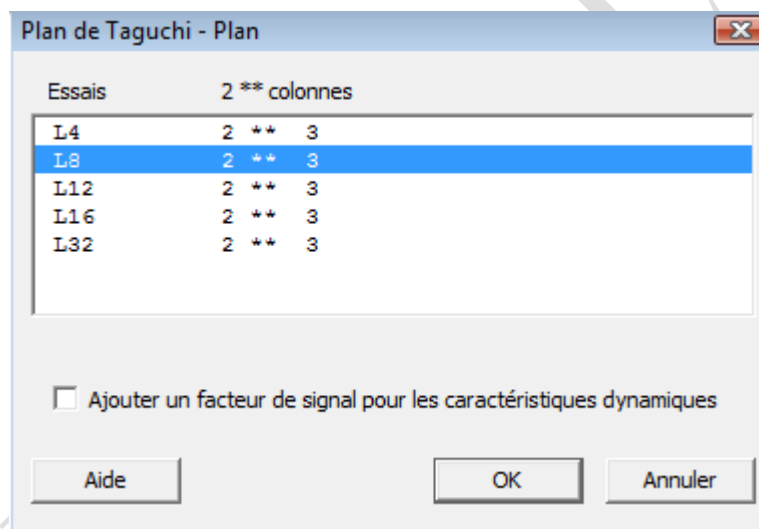 Plan de Taguchi - Plan
Essais 2 ** colonnes
L4 2 ** 3
L8 2 ** 3
L12 2 ** 3
L16 2 ** 3
L32 2 ** 3
Ajouter un facteur de signal pour les caractéristiques dynamiques
Aide OK Annuler